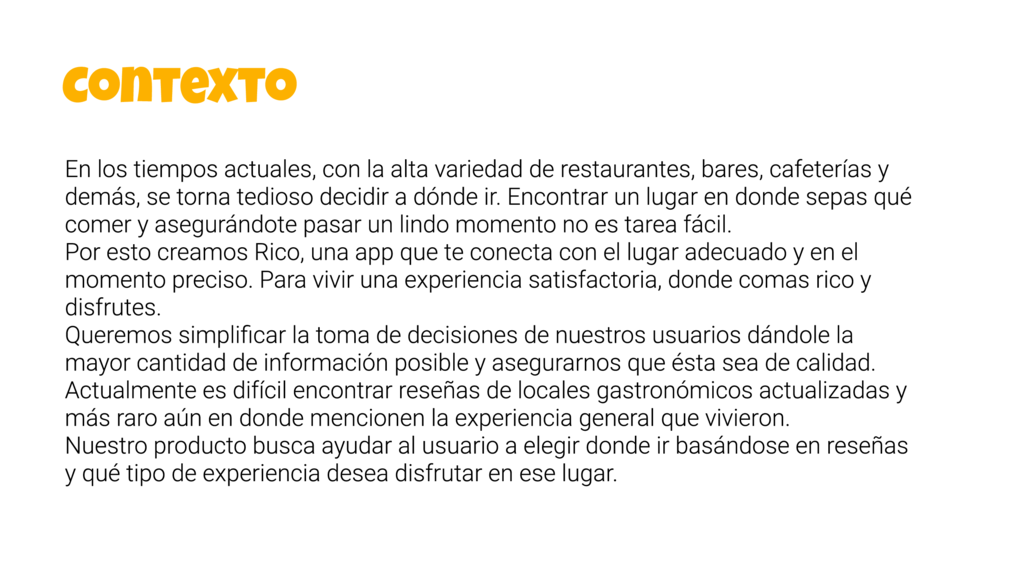 contexto
En los tiempos actuales, con la alta variedad de restaurantes, bares, cafeterías y
demás, se torna tedioso decidir a dónde ir. Encontrar un lugar en donde sepas qué
comer y asegurándote pasar un lindo momento no es tarea fácil.
Por esto creamos Rico, una app que te conecta con el lugar adecuado y en el
momento preciso. Para vivir una experiencia satisfactoria, donde comas rico y
disfrutes.
Queremos simplificar la toma de decisiones de nuestros usuarios dándole la
mayor cantidad de información posible y asegurarnos que ésta sea de calidad.
Actualmente es difícil encontrar reseñas de locales gastronómicos actualizadas y
más raro aún en donde mencionen la experiencia general que vivieron.
Nuestro producto busca ayudar al usuario a elegir donde ir basándose en reseñas
y qué tipo de experiencia desea disfrutar en ese lugar.